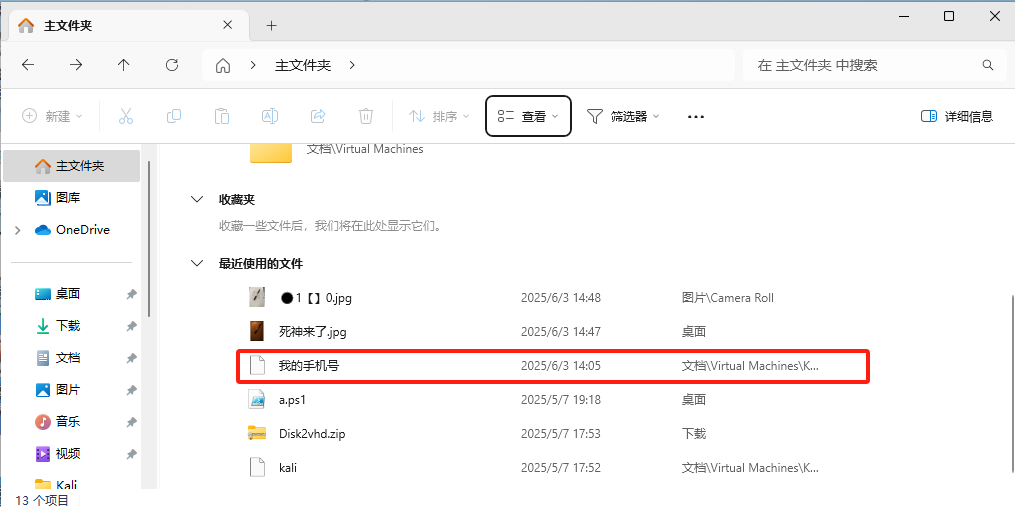 主文件夹
主文件夹
在 主文件夹 中搜索
新建 排序 查看 筛选器 ... 详细信息
主文件夹
图库
OneDrive
桌面
下载
文档
图片
音乐
视频
Kali
13 个项目
文档\Virtual Machines
收藏夹
收藏一些文件后，我们将在此处显示它们。
最近使用的文件
●1【】0.jpg 2025/6/3 14:48 图片\Camera Roll
死神来了.jpg 2025/6/3 14:47 桌面
我的手机号 2025/6/3 14:05 文档\Virtual Machines\K...
a.ps1 2025/5/7 19:18 桌面
Disk2vhd.zip 2025/5/7 17:53 下载
kali 2025/5/7 17:52 文档\Virtual Machines\K...